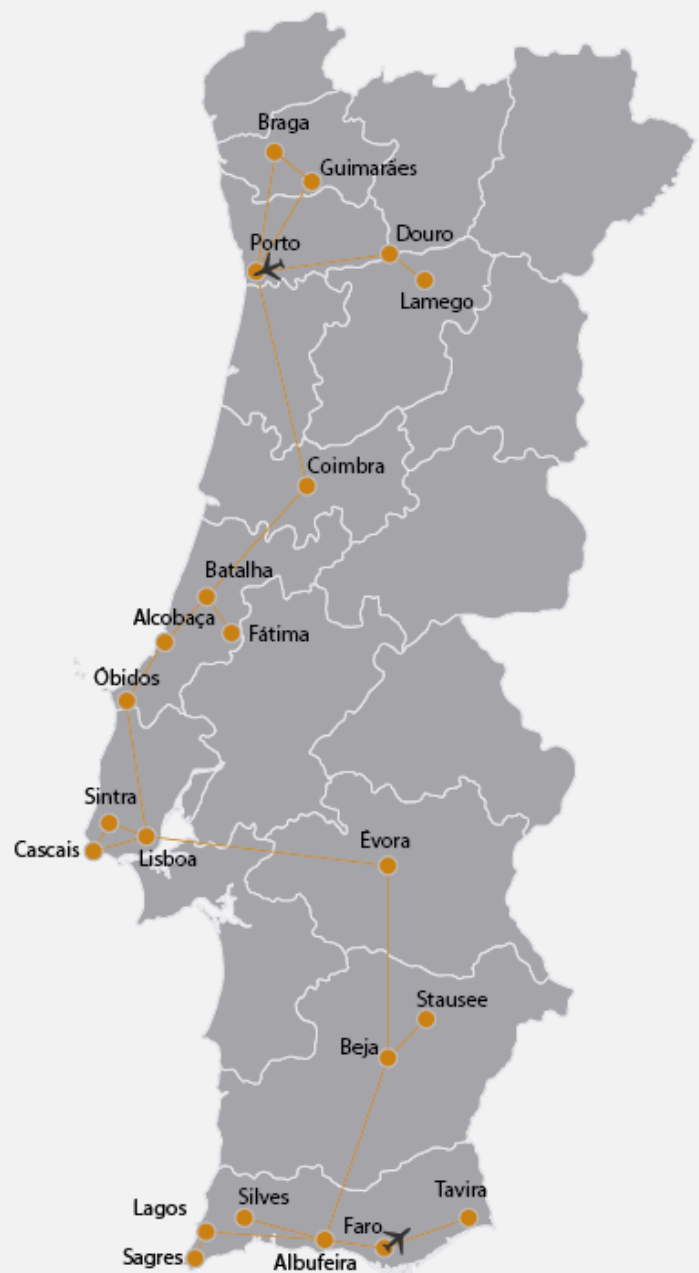 Braga
Guimarães
Porto
Douro
Lamego
Coimbra
Batalha
Alcobaça
Fátima
Óbidos
Sintra
Cascais
Lisboa
Évora
Stausee
Beja
Tavira
Silves
Lagos
Faro
Sagres
Albufeira